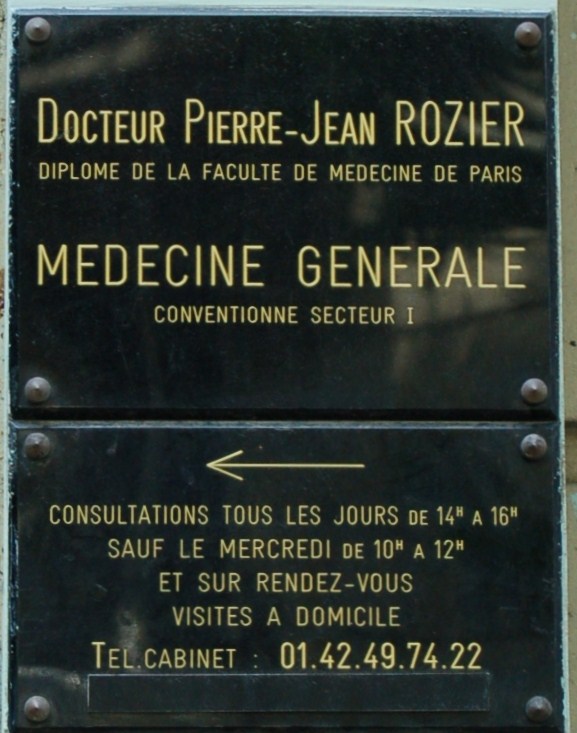 Docteur Pierre-Jean ROZIER
DIPLOME DE LA FACULTE DE MEDECINE DE PARIS
MEDECINE GENERALE
CONVENTIONNE SECTEUR I
CONSULTATIONS TOUS LES JOURS DE 14H A 16H
SAUF LE MERCREDI DE 10H A 12H
ET SUR RENDEZ-VOUS
VISITES A DOMICILE
TEL.CABINET : 01.42.49.74.22